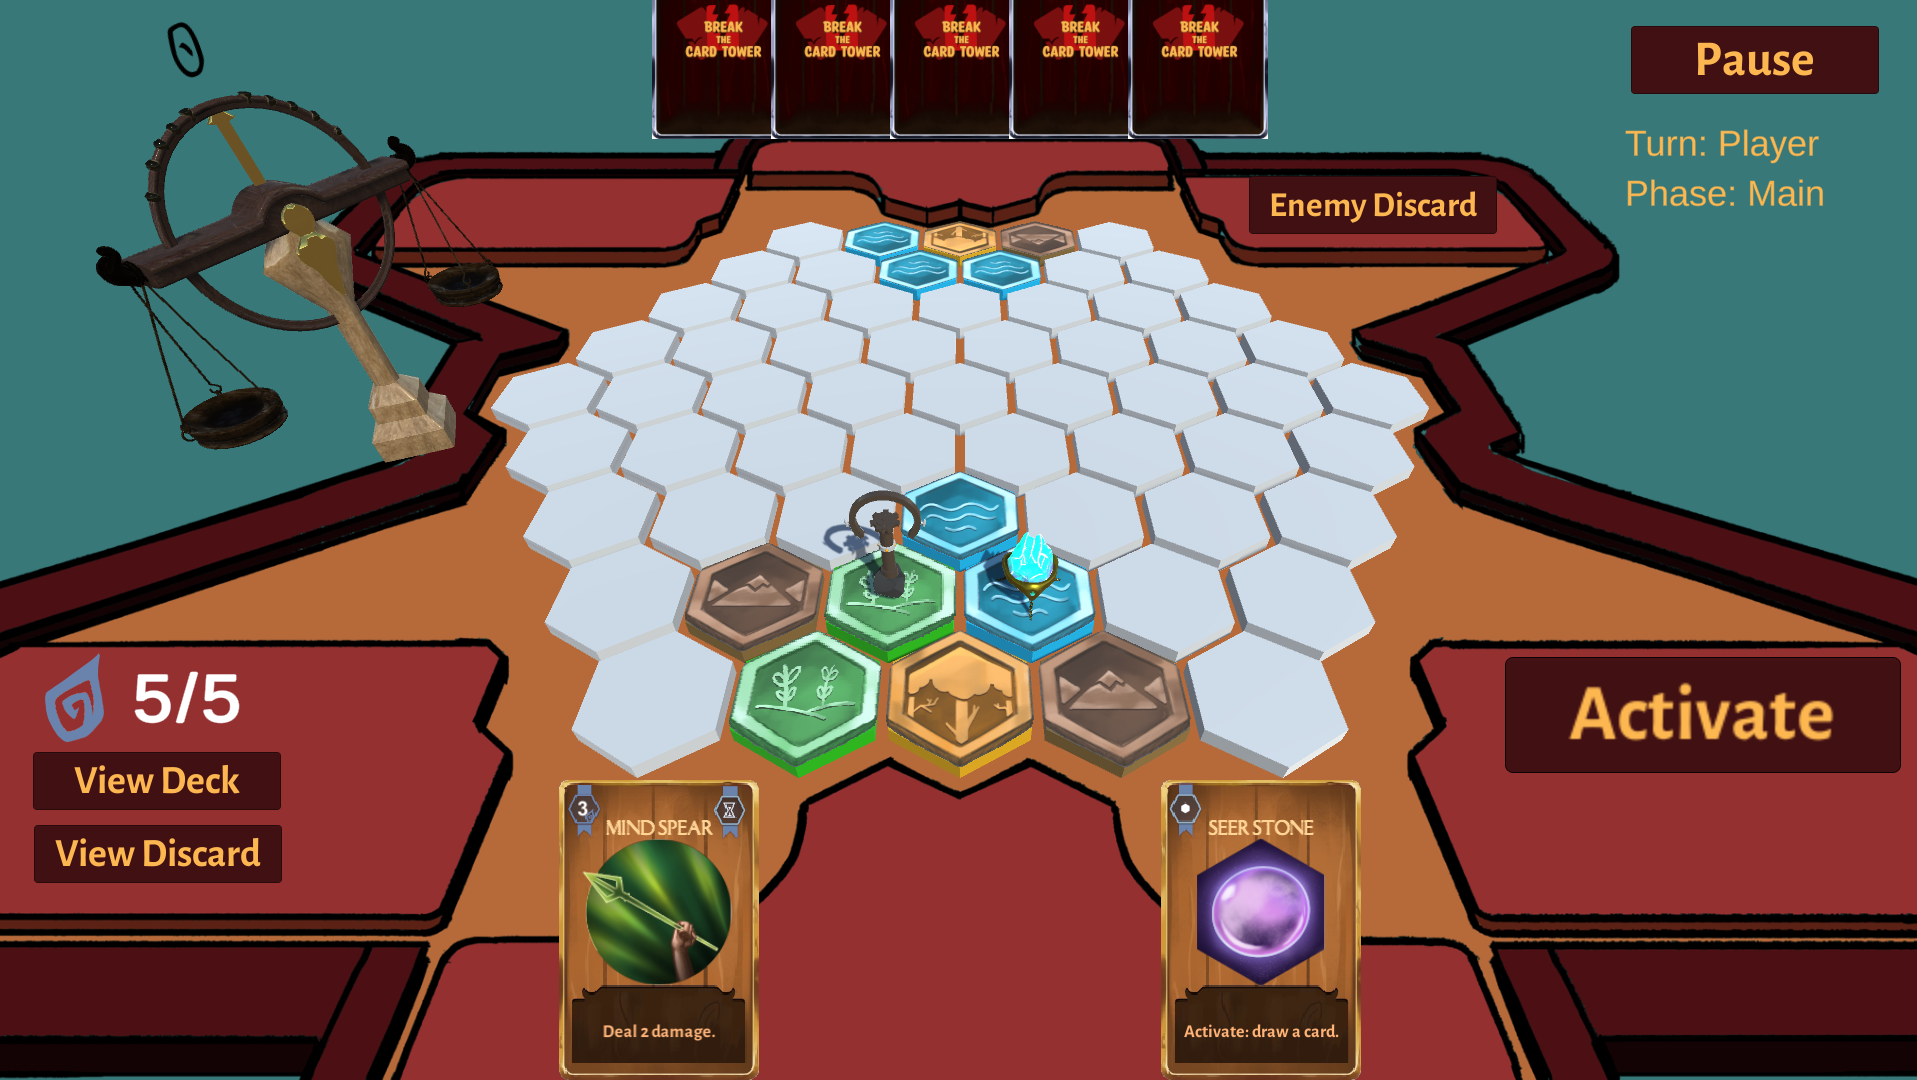 0
BREAK
THE
CARD TOWER
BREAK
THE
CARD TOWER
BREAK
THE
CARD TOWER
BREAK
THE
CARD TOWER
BREAK
THE
CARD TOWER
Pause
Turn: Player
Phase: Main
Enemy Discard
5/5
View Deck
View Discard
Activate
3
MIND SPEAR
Deal 2 damage.
SEER STONE
Activate: draw a card.